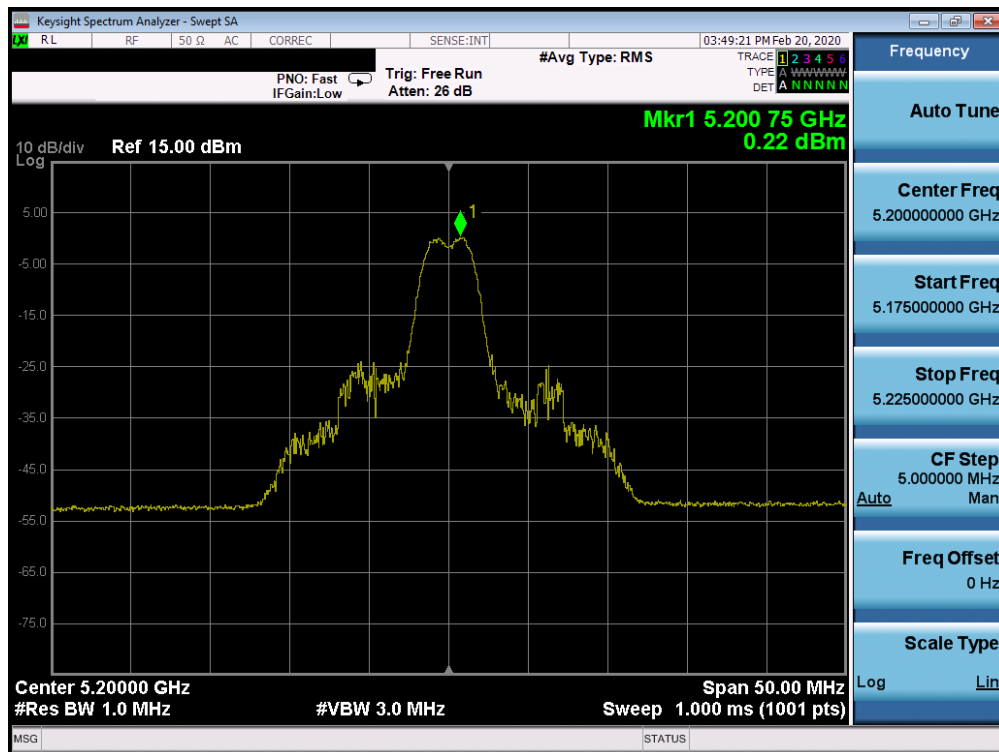 Keysight Spectrum Analyzer - Swept SA
LXI RL RF 50 Ω AC CORREC SENSE:INT 03:49:21 PM Feb 20, 2020
#Avg Type: RMS
TRACE 1 2 3 4 5 6
PNO: Fast Trig: Free Run
TYPE A WWWWW
IFGain:Low Atten: 26 dB
DET A N N N N N
Mkr1 5.200 75 GHz
0.22 dBm
10 dB/div Ref 15.00 dBm
Log
1
5.00
-5.00
-15.0
-25.0
-35.0
-45.0
-55.0
-65.0
-75.0
Center 5.20000 GHz Span 50.00 MHz
#Res BW 1.0 MHz #VBW 3.0 MHz Sweep 1.000 ms (1001 pts)
MSG STATUS
Frequency
Auto Tune
Center Freq
5.200000000 GHz
Start Freq
5.175000000 GHz
Stop Freq
5.225000000 GHz
CF Step
5.000000 MHz
Auto Man
Freq Offset
0 Hz
Scale Type
Log Lin